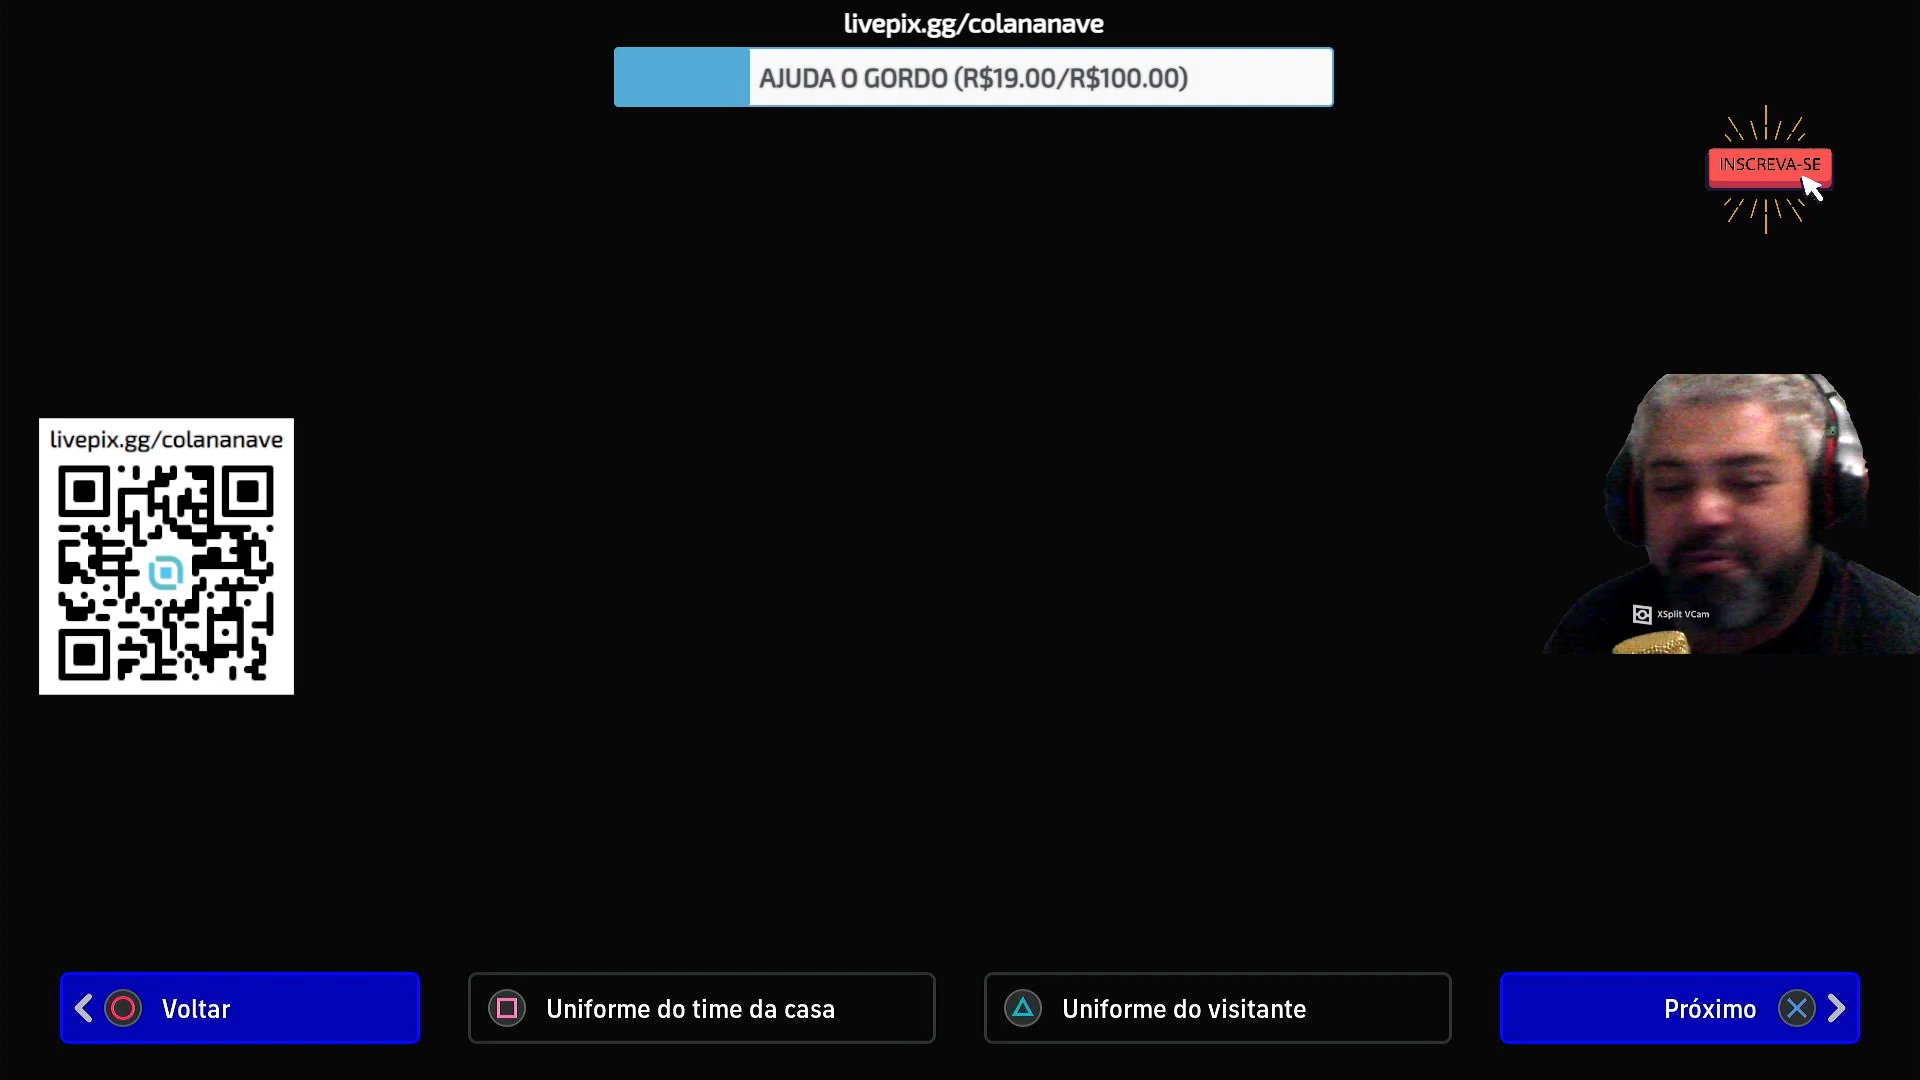 livepix.gg/colananave
AJUDA O GORDO (R$19.00/R$100.00)
INSCREVA-SE
livepix.gg/colananave
XSplit VCam
Voltar
Uniforme do time da casa
Uniforme do visitante
Próximo